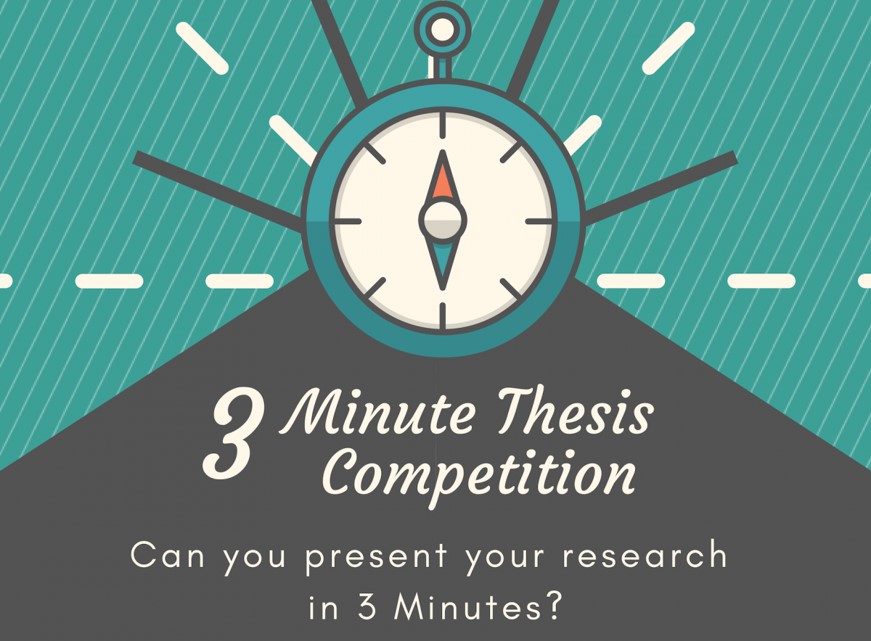 3 Minute Thesis
Competition
Can you present your research
in 3 Minutes?